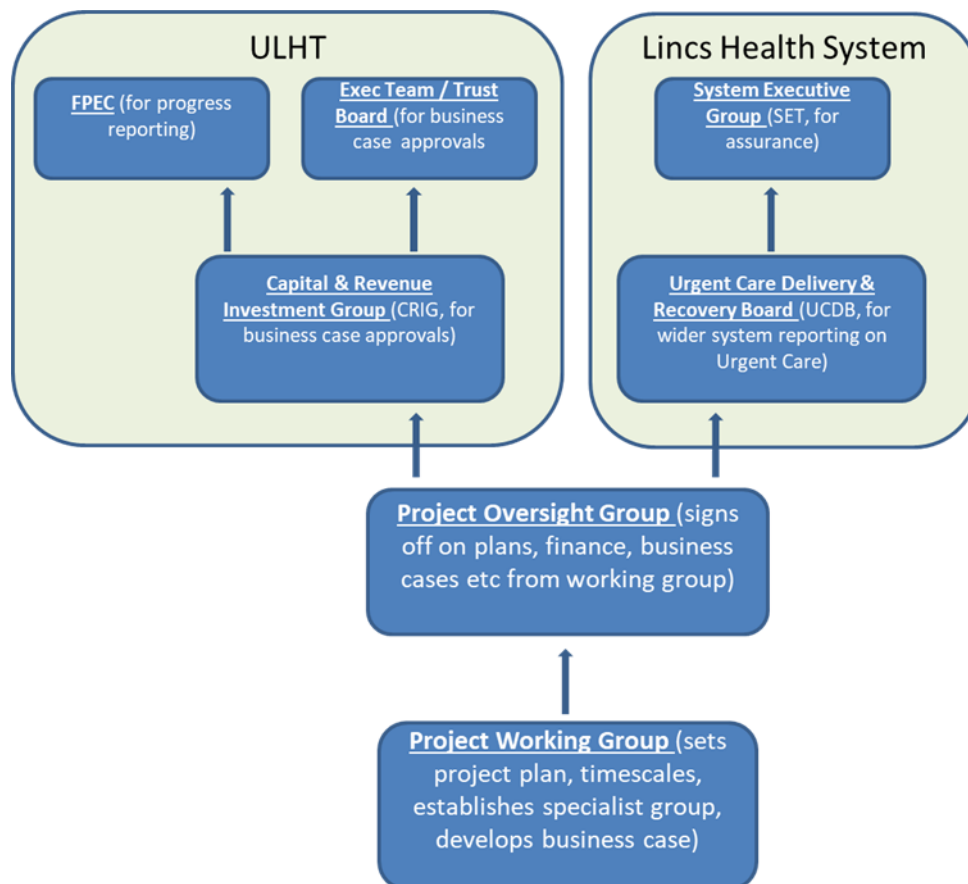 ULHT
FPEC (for progress
reporting)
Exec Team / Trust
Board (for business
case approvals
Capital & Revenue
Investment Group (CRIG, for
business case approvals)
Lincs Health System
System Executive
Group (SET, for
assurance)
Urgent Care Delivery &
Recovery Board (UCDB, for
wider system reporting on
Urgent Care)
Project Oversight Group (signs
off on plans, finance, business
cases etc from working group)
Project Working Group (sets
project plan, timescales,
establishes specialist group,
develops business case)